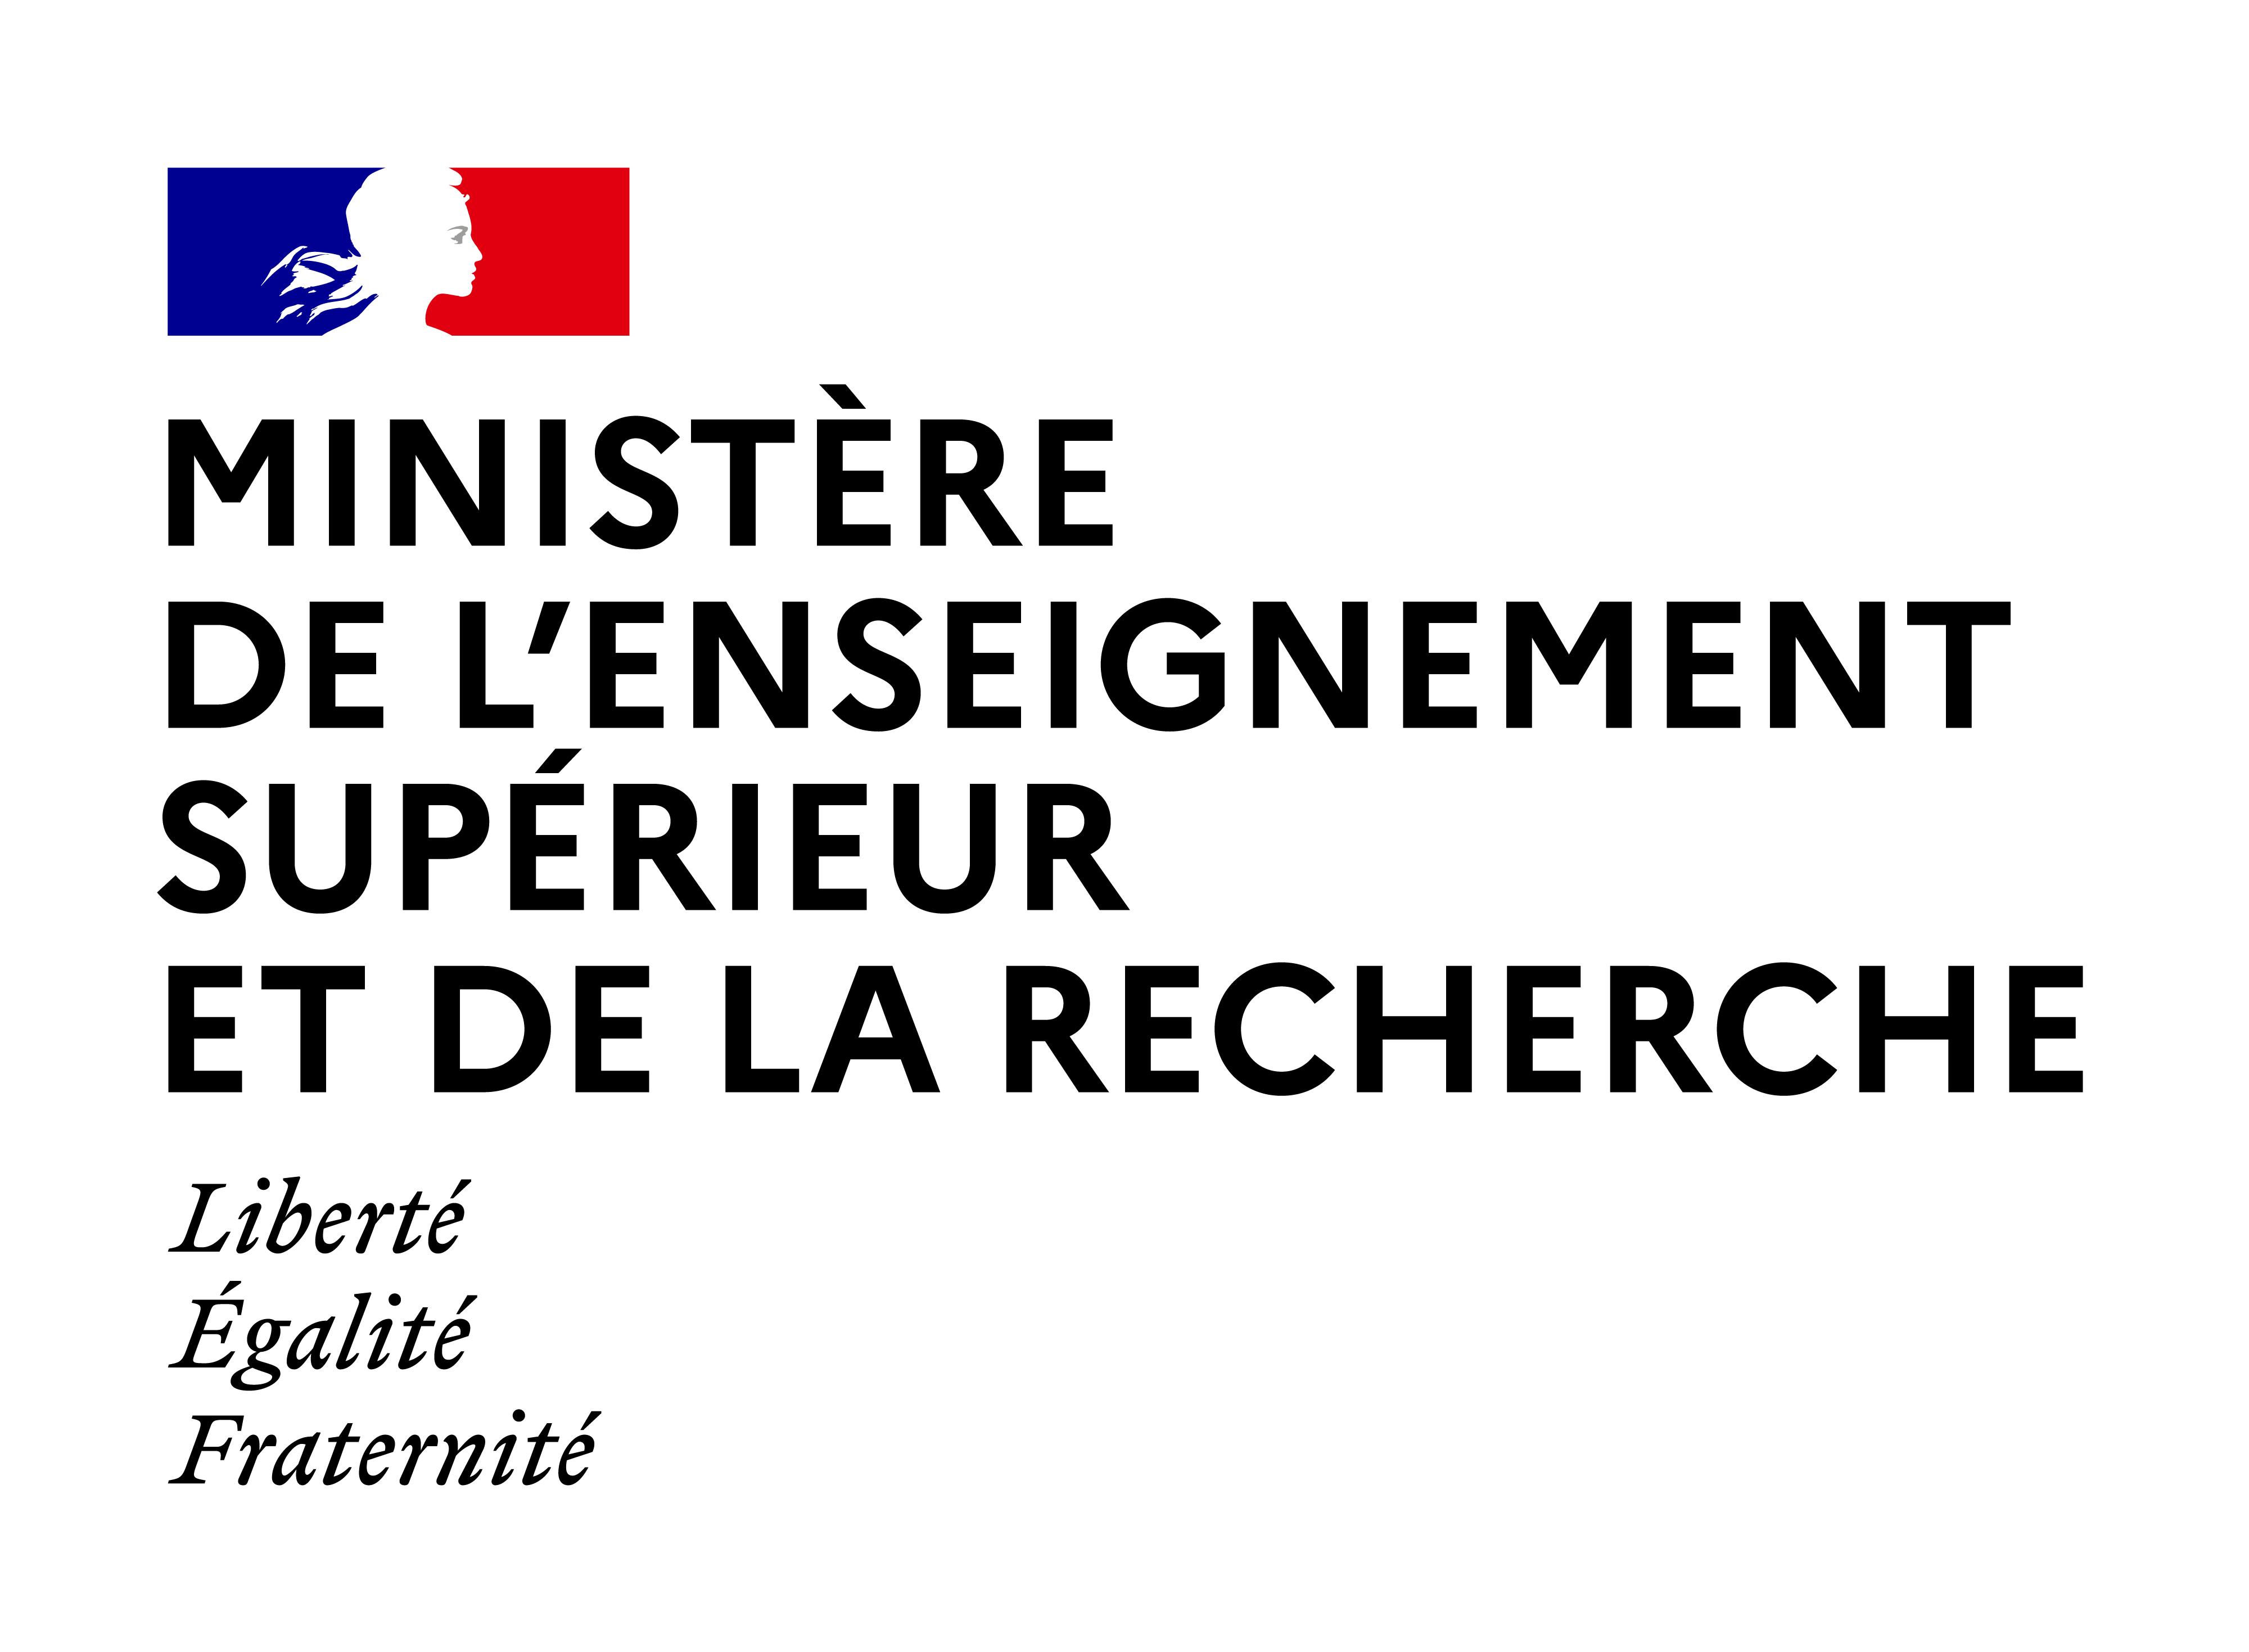 MINISTÈRE
DE L’ENSEIGNEMENT
SUPÉRIEUR
ET DE LA RECHERCHE
Liberté
Égalité
Fraternité